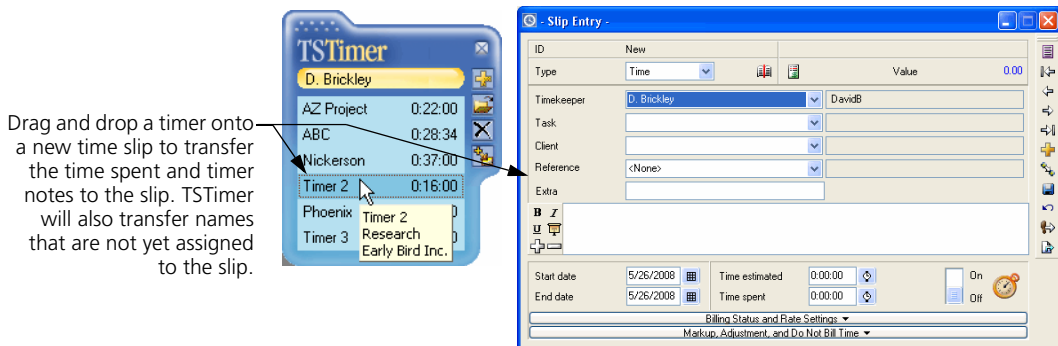 Drag and drop a timer onto
a new time slip to transfer
the time spent and timer
notes to the slip. TSTimer
will also transfer names
that are not yet assigned
to the slip.
TSTimer
D. Brickley
AZ Project 0:22:00
ABC 0:28:34
Nickerson 0:37:00
Timer 2 0:16:00
Phoenix 0
Timer 3 0
Timer 2
Research
Early Bird Inc.
- Slip Entry -
ID New
Type Time Value 0.00
Timekeeper D. Brickley DavidB
Task
Client
Reference <None>
Extra
B I
U
Start date 5/26/2008 Time estimated 0:00:00 On
End date 5/26/2008 Time spent 0:00:00 Off
Billing Status and Rate Settings
Markup, Adjustment, and Do Not Bill Time